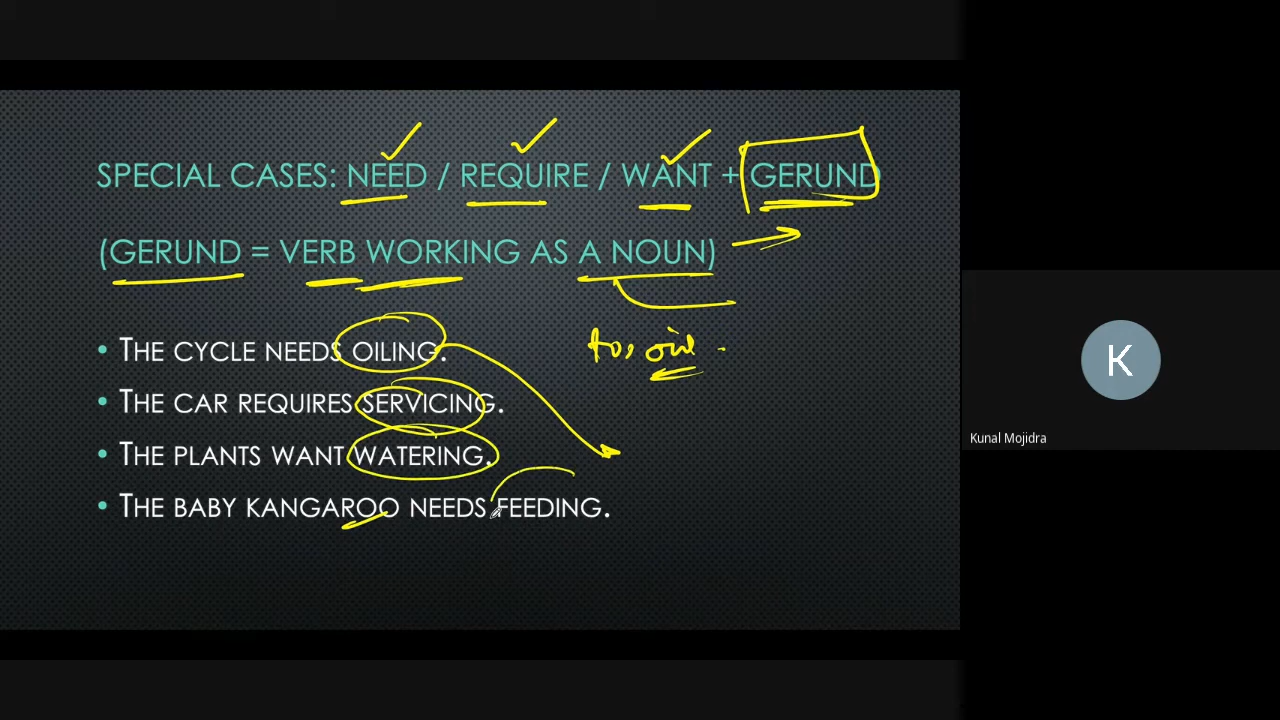 SPECIAL CASES: NEED / REQUIRE / WANT + GERUND
(GERUND = VERB WORKING AS A NOUN)
• THE CYCLE NEEDS OILING.
to, oil
• THE CAR REQUIRES SERVICING.
• THE PLANTS WANT WATERING.
• THE BABY KANGAROO NEEDS FEEDING.
K
Kunal Mojidra